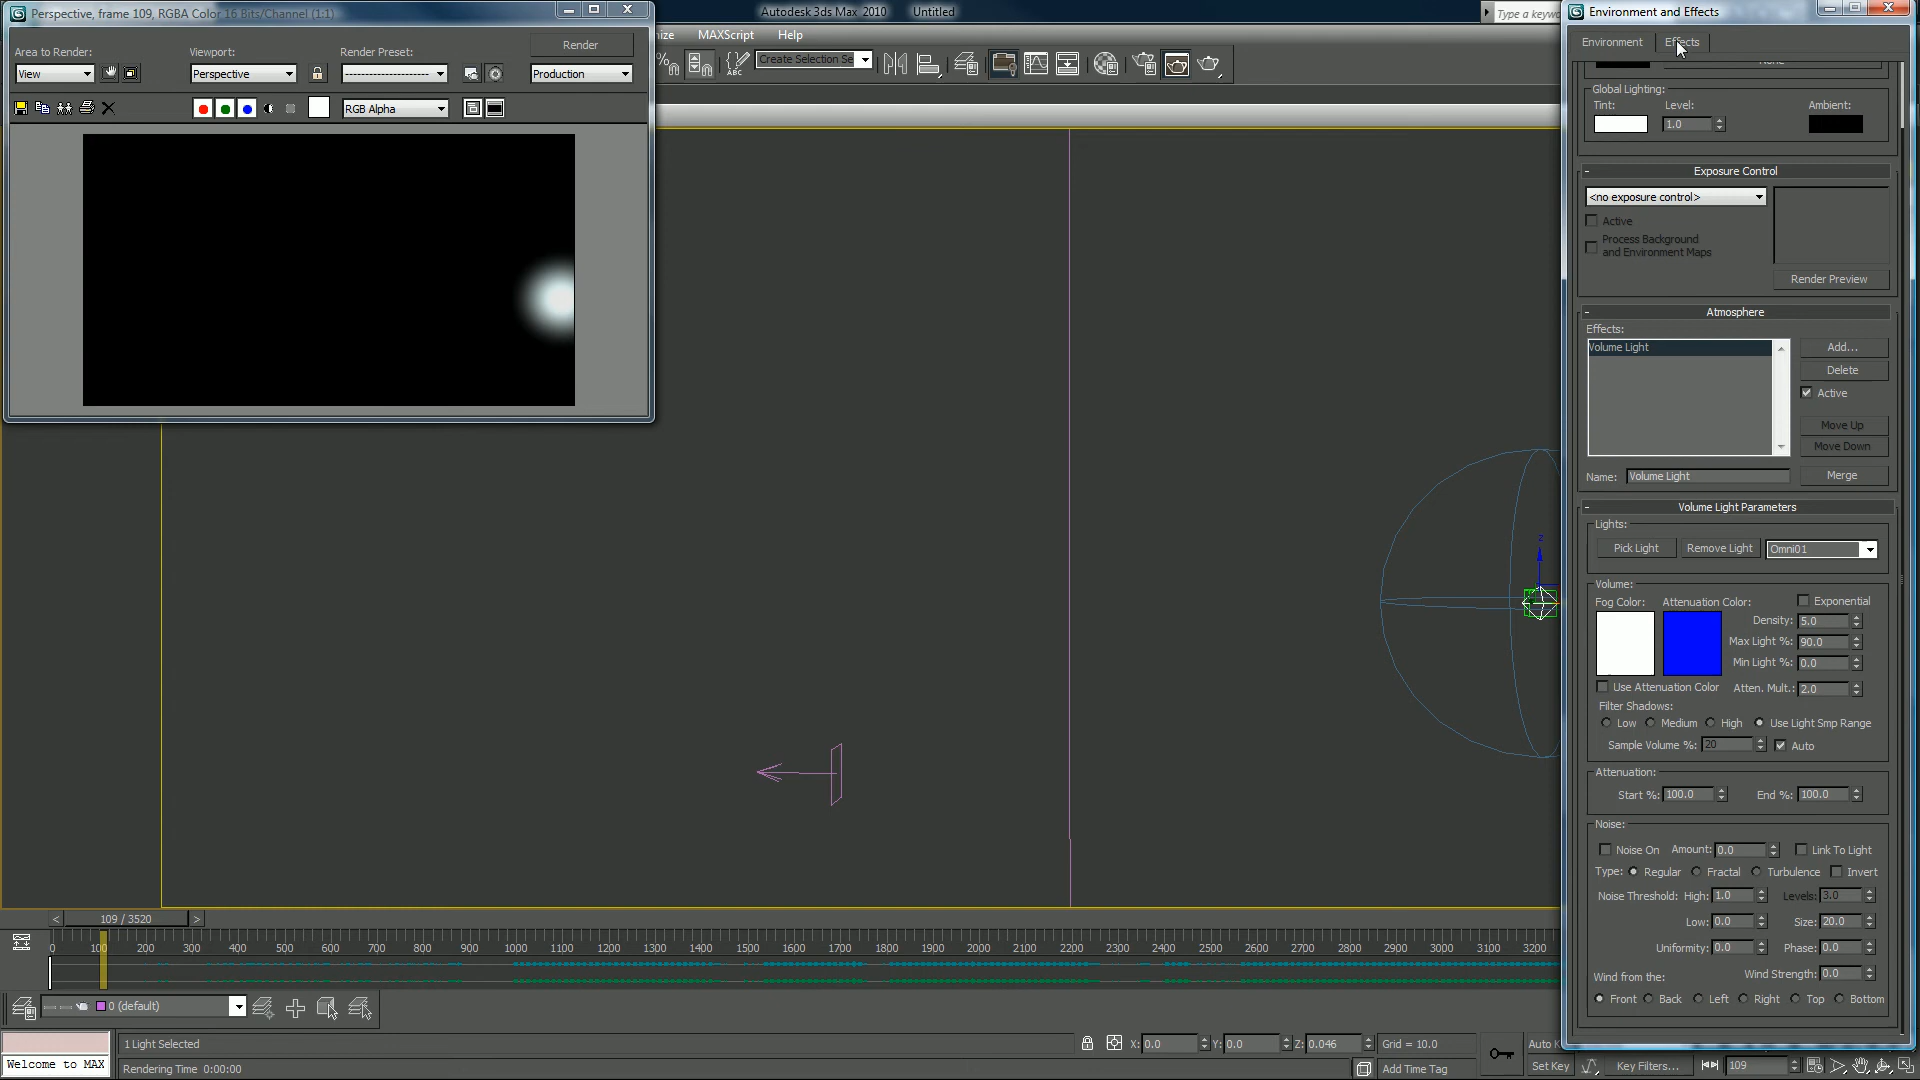 Perspective, frame 109, RGBA Color 16 Bits/Channel (1:1)
Area to Render:
Viewport:
Render Preset:
Render
View
Perspective
Production
RGB Alpha
Autodesk 3ds Max 2010
Untitled
MAXScript
Help
Create Selection Se
Environment and Effects
Environment
Effects
Global Lighting:
Tint:
Level:
Ambient:
1.0
Exposure Control
<no exposure control>
Active
Process Background
and Environment Maps
Render Preview
Atmosphere
Effects:
Volume Light
Add...
Delete
Active
Move Up
Move Down
Name:
Volume Light
Merge
Volume Light Parameters
Lights:
Pick Light
Remove Light
Omni01
Volume:
Fog Color:
Attenuation Color:
Exponential
Density: 5.0
Max Light %: 90.0
Min Light %: 0.0
Use Attenuation Color
Atten. Mult.: 2.0
Filter Shadows:
Low
Medium
High
Use Light Smp Range
Sample Volume %: 20
Auto
Attenuation:
Start %: 100.0
End %: 100.0
Noise:
Noise On
Amount: 0.0
Link To Light
Type:
Regular
Fractal
Turbulence
Invert
Noise Threshold: High: 1.0
Levels: 3.0
Low: 0.0
Size: 20.0
Uniformity: 0.0
Phase: 0.0
Wind from the:
Wind Strength: 0.0
Front
Back
Left
Right
Top
Bottom
z
< 109 / 3520 >
0 100 200 300 400 500 600 700 800 900 1000 1100 1200 1300 1400 1500 1600 1700 1800 1900 2000 2100 2200 2300 2400 2500 2600 2700 2800 2900 3000 3100 3200
0 (default)
1 Light Selected
X: 0.0
Y: 0.0
Z: 0.046
Grid = 10.0
Auto
Welcome to MAX
Rendering Time 0:00:00
Add Time Tag
Set Key
Key Filters...
109